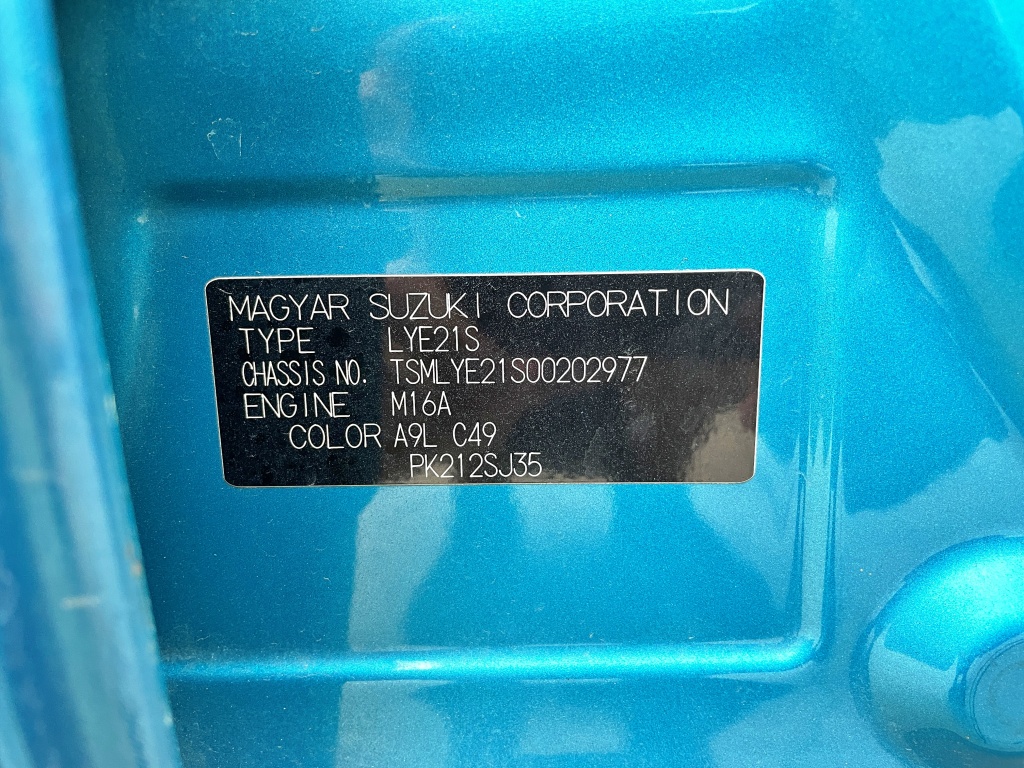 MAGYAR SUZUKI CORPORATION
TYPE LYE21S
CHASSIS NO. TSMLYE21S00202977
ENGINE M16A
COLOR A9L C49
PK212SJ35